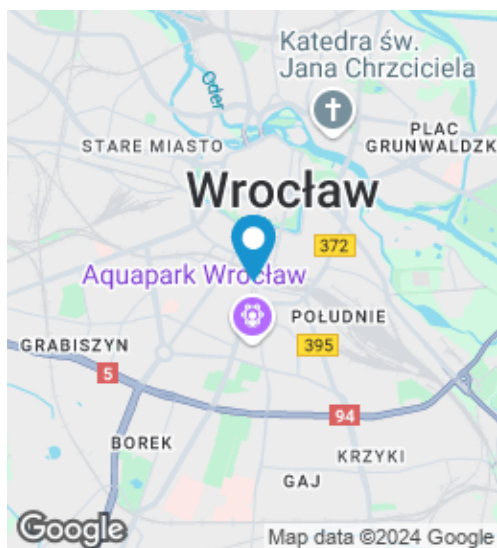 Katedra św.
Jana Chrzciciela
Oder
PLAC
GRUNWALDZK
STARE MIASTO
Wrocław
372
Aquapark Wrocław
POŁUDNIE
GRABISZYN
395
5
94
BOREK
KRZYKI
GAJ
Google
Map data ©2024 Google